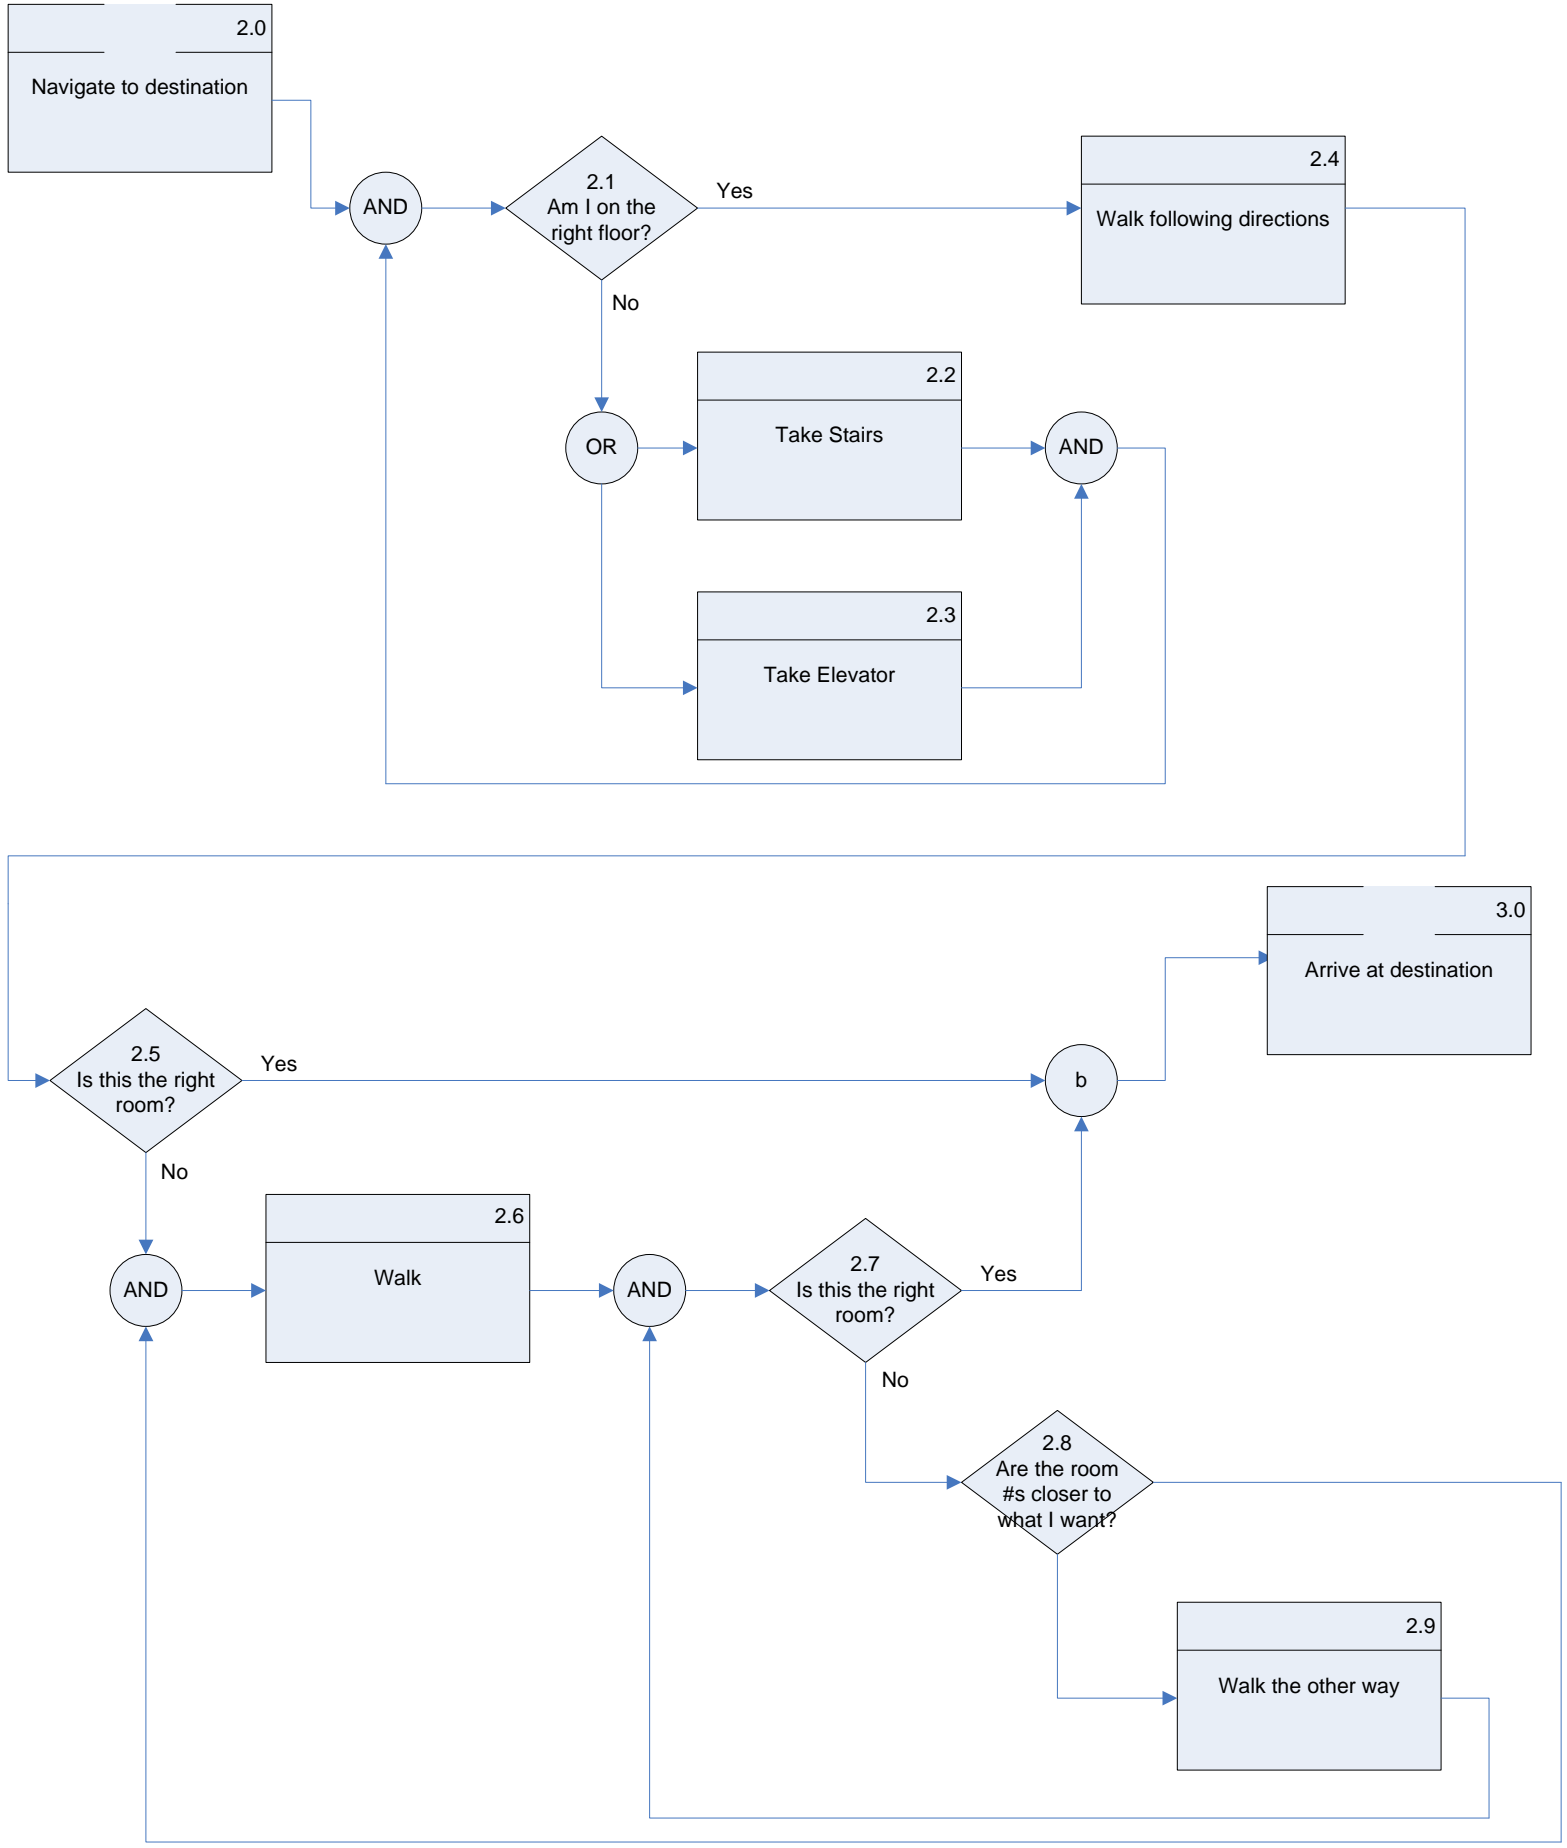 2.0
Navigate to destination
AND
2.1
Am I on the
right floor?
Yes
2.4
Walk following directions
No
OR
2.2
Take Stairs
AND
2.3
Take Elevator
3.0
Arrive at destination
2.5
Is this the right
room?
Yes
b
No
AND
2.6
Walk
AND
2.7
Is this the right
room?
Yes
No
2.8
Are the room
#s closer to
what I want?
2.9
Walk the other way